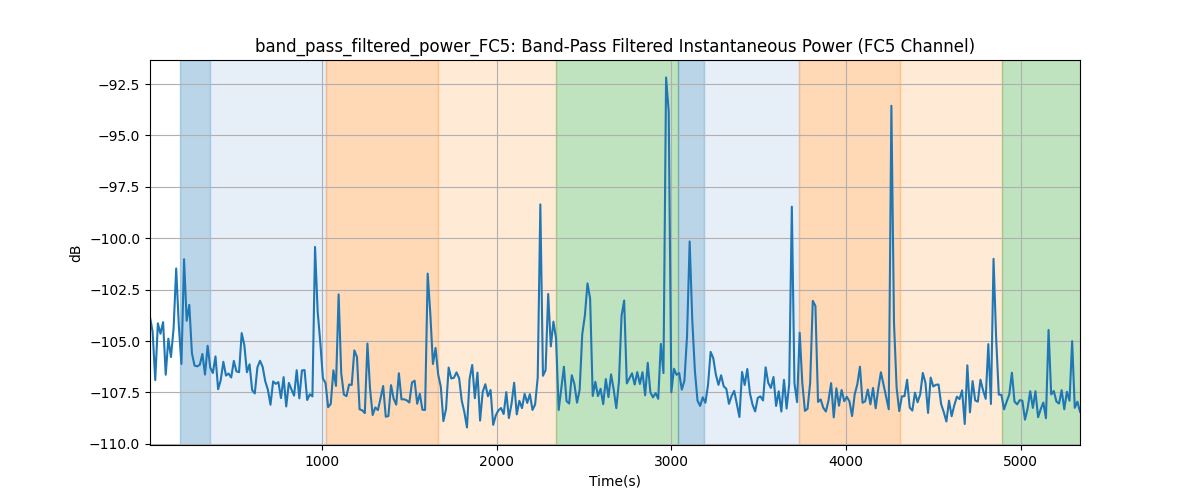 band_pass_filtered_power_FC5: Band-Pass Filtered Instantaneous Power (FC5 Channel)
−92.5
−95.0
−97.5
−100.0
−102.5
−105.0
−107.5
−110.0
dB
1000 2000 3000 4000 5000
Time(s)